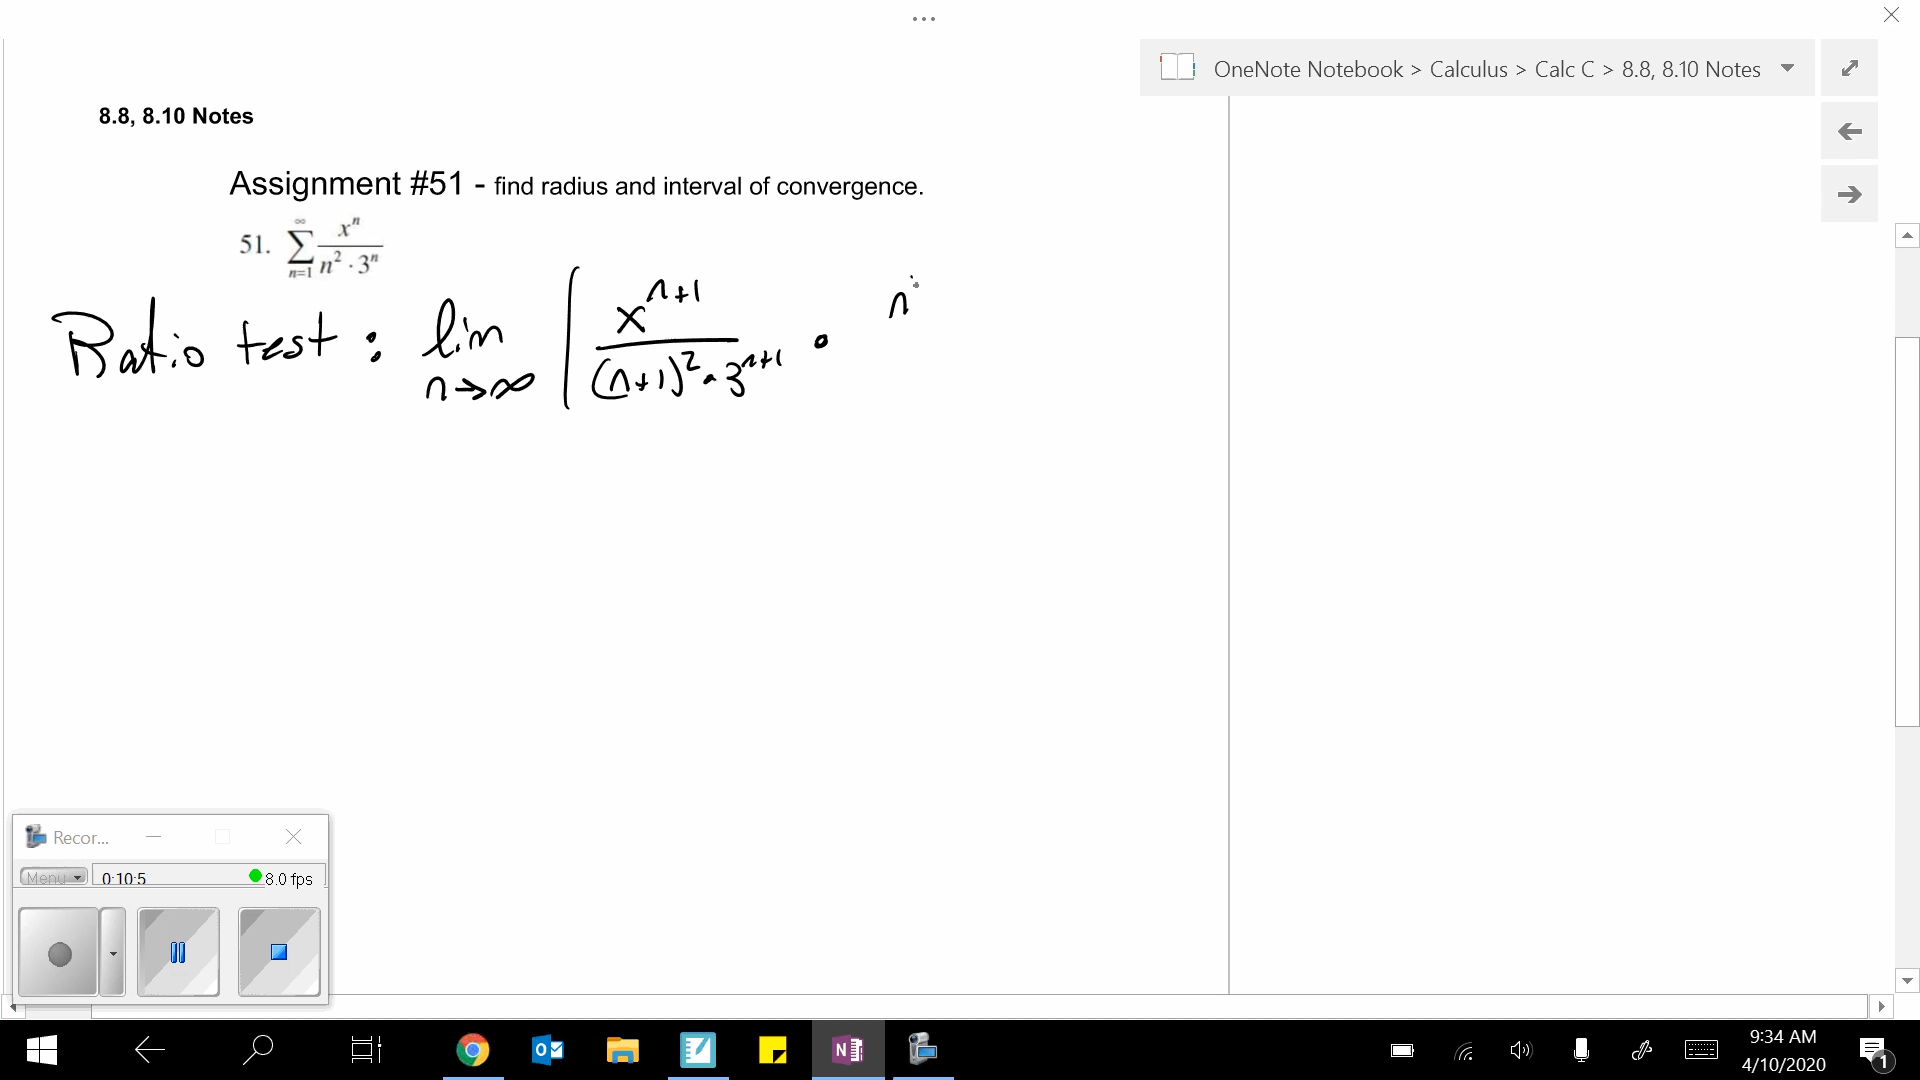 ...
OneNote Notebook > Calculus > Calc C > 8.8, 8.10 Notes
8.8, 8.10 Notes
Assignment #51 - find radius and interval of convergence.
51. ∑_{n=1}^{∞} x^n / (n^2 · 3^n)
Ratio test : lim_{n→∞} | x^{n+1} / ((n+1)^2 · 3^{n+1}) · n
Recor...
Menu 0:10:5 8.0 fps
9:34 AM
4/10/2020
1